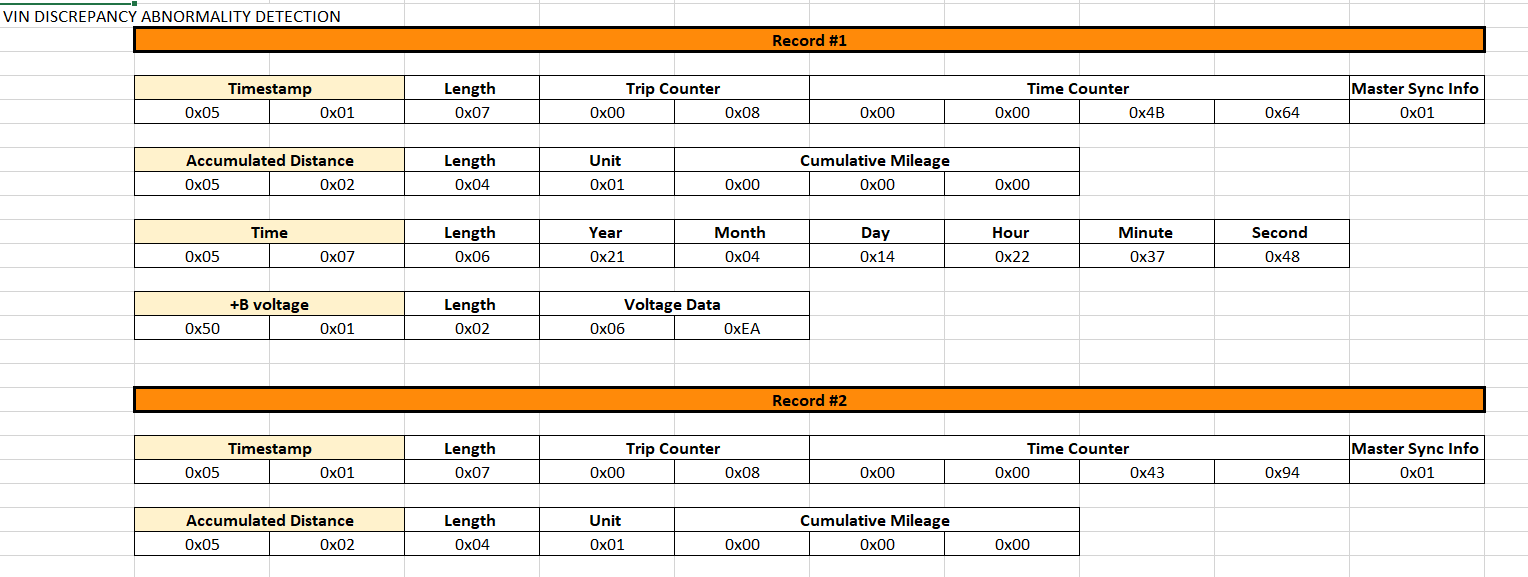 VIN DISCREPANCY ABNORMALITY DETECTION
Record #1
Timestamp Length Trip Counter Time Counter Master Sync Info
0x05 0x01 0x07 0x00 0x08 0x00 0x00 0x4B 0x64 0x01
Accumulated Distance Length Unit Cumulative Mileage
0x05 0x02 0x04 0x01 0x00 0x00 0x00
Time Length Year Month Day Hour Minute Second
0x05 0x07 0x06 0x21 0x04 0x14 0x22 0x37 0x48
+B voltage Length Voltage Data
0x50 0x01 0x02 0x06 0xEA
Record #2
Timestamp Length Trip Counter Time Counter Master Sync Info
0x05 0x01 0x07 0x00 0x08 0x00 0x00 0x43 0x94 0x01
Accumulated Distance Length Unit Cumulative Mileage
0x05 0x02 0x04 0x01 0x00 0x00 0x00